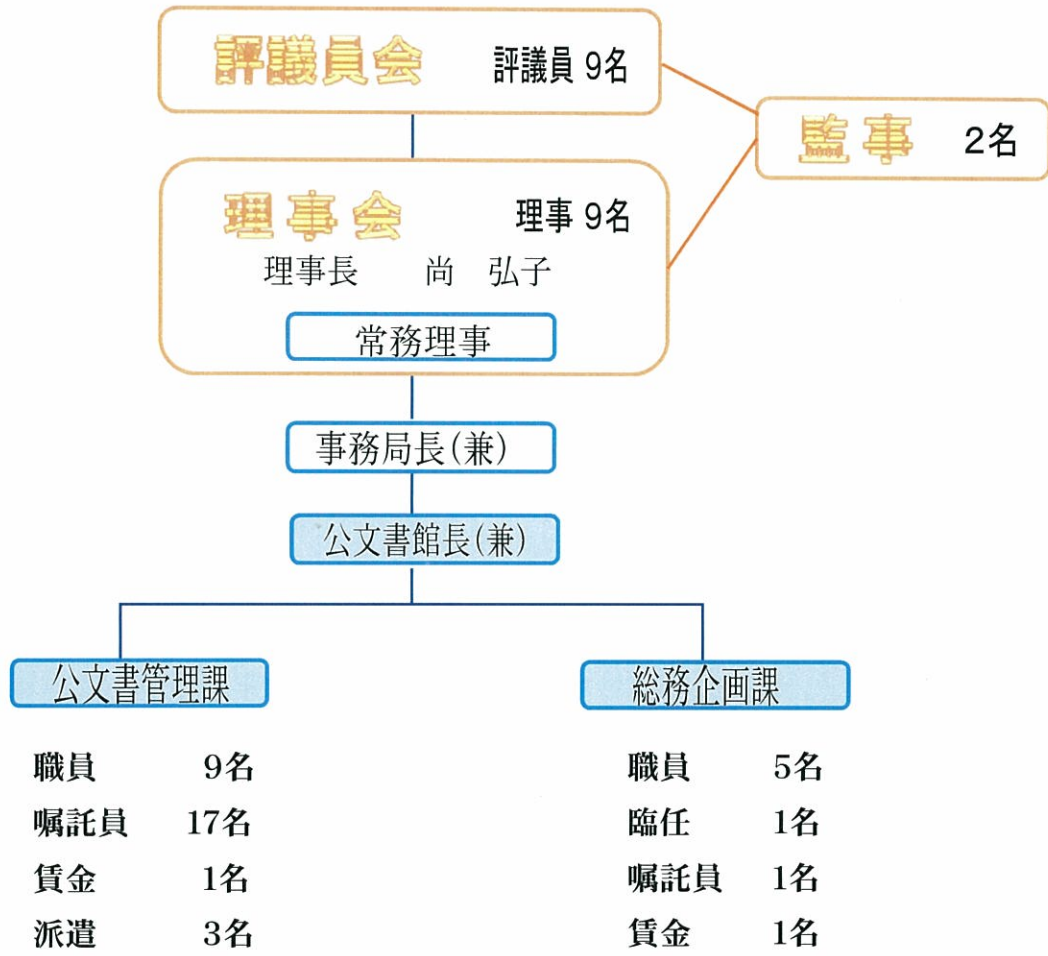 評議員会 評議員 9名
監事 2名
理事会 理事 9名
理事長 尚 弘子
常務理事
事務局長(兼)
公文書館長(兼)
公文書管理課
職員 9名
嘱託員 17名
賃金 1名
派遣 3名
総務企画課
職員 5名
臨任 1名
嘱託員 1名
賃金 1名